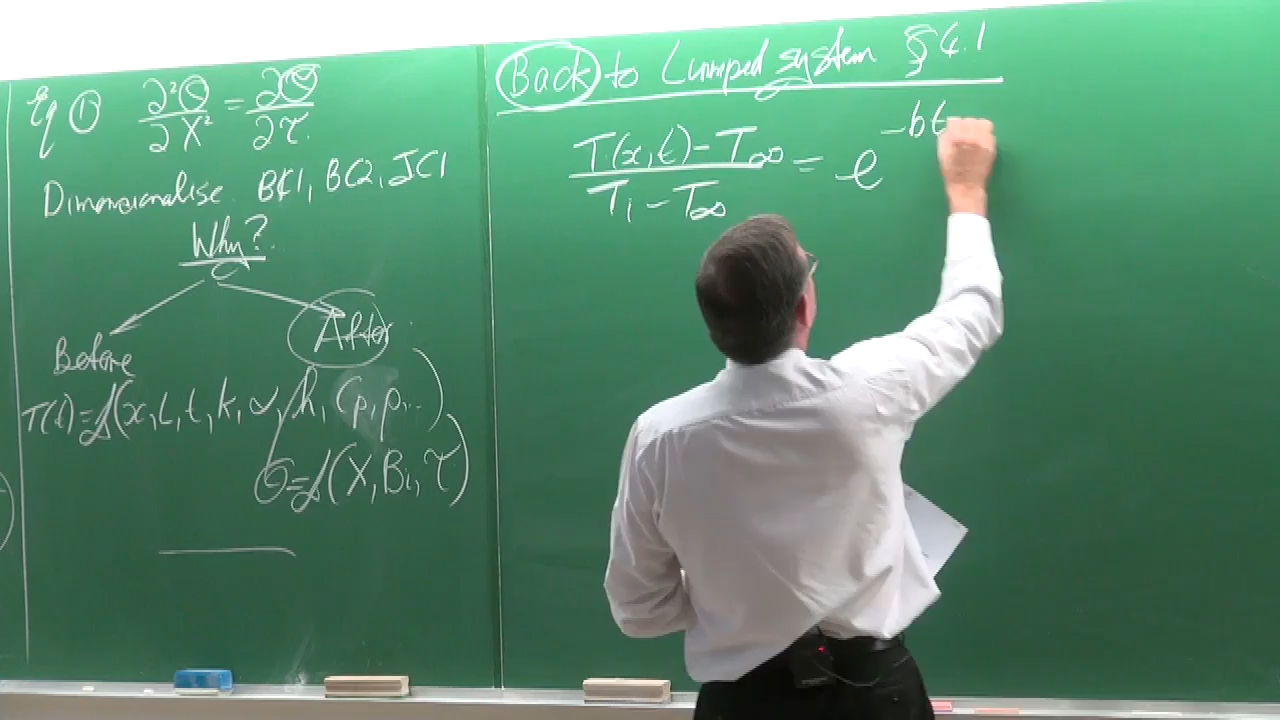 Eq ① ∂²Θ/∂X² = ∂Θ/∂τ.
Dimensionalise BC1, BC2, IC1
Why?
Before
After
T(t)=f(x, L, t, k, α, h, Cp, ρ, ..)
Θ=f(X, Bi, τ)
Back to Lumped system § 4.1
T(x,t)-T∞ / Ti-T∞ = e^-bt